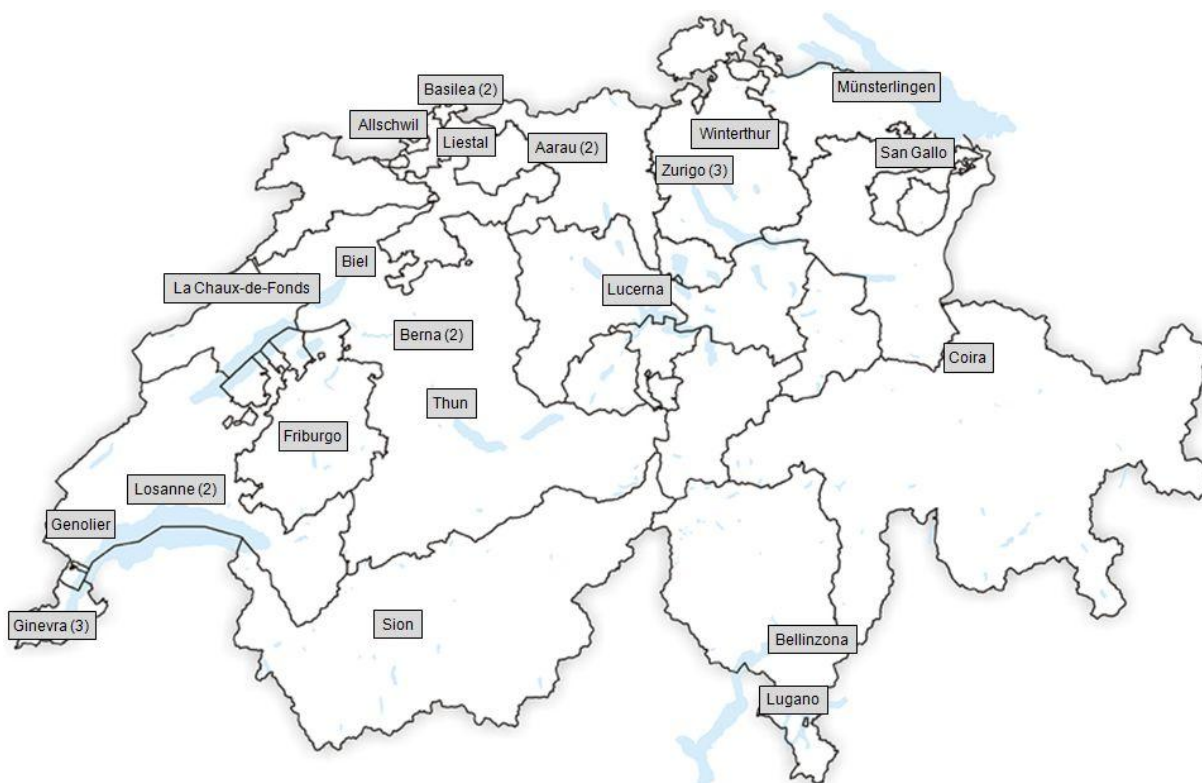 Basilea (2)
Münsterlingen
Allschwil
Liestal
Winterthur
Aarau (2)
San Gallo
Zurigo (3)
Biel
La Chaux-de-Fonds
Lucerna
Berna (2)
Coira
Thun
Friburgo
Losanne (2)
Genolier
Ginevra (3)
Sion
Bellinzona
Lugano